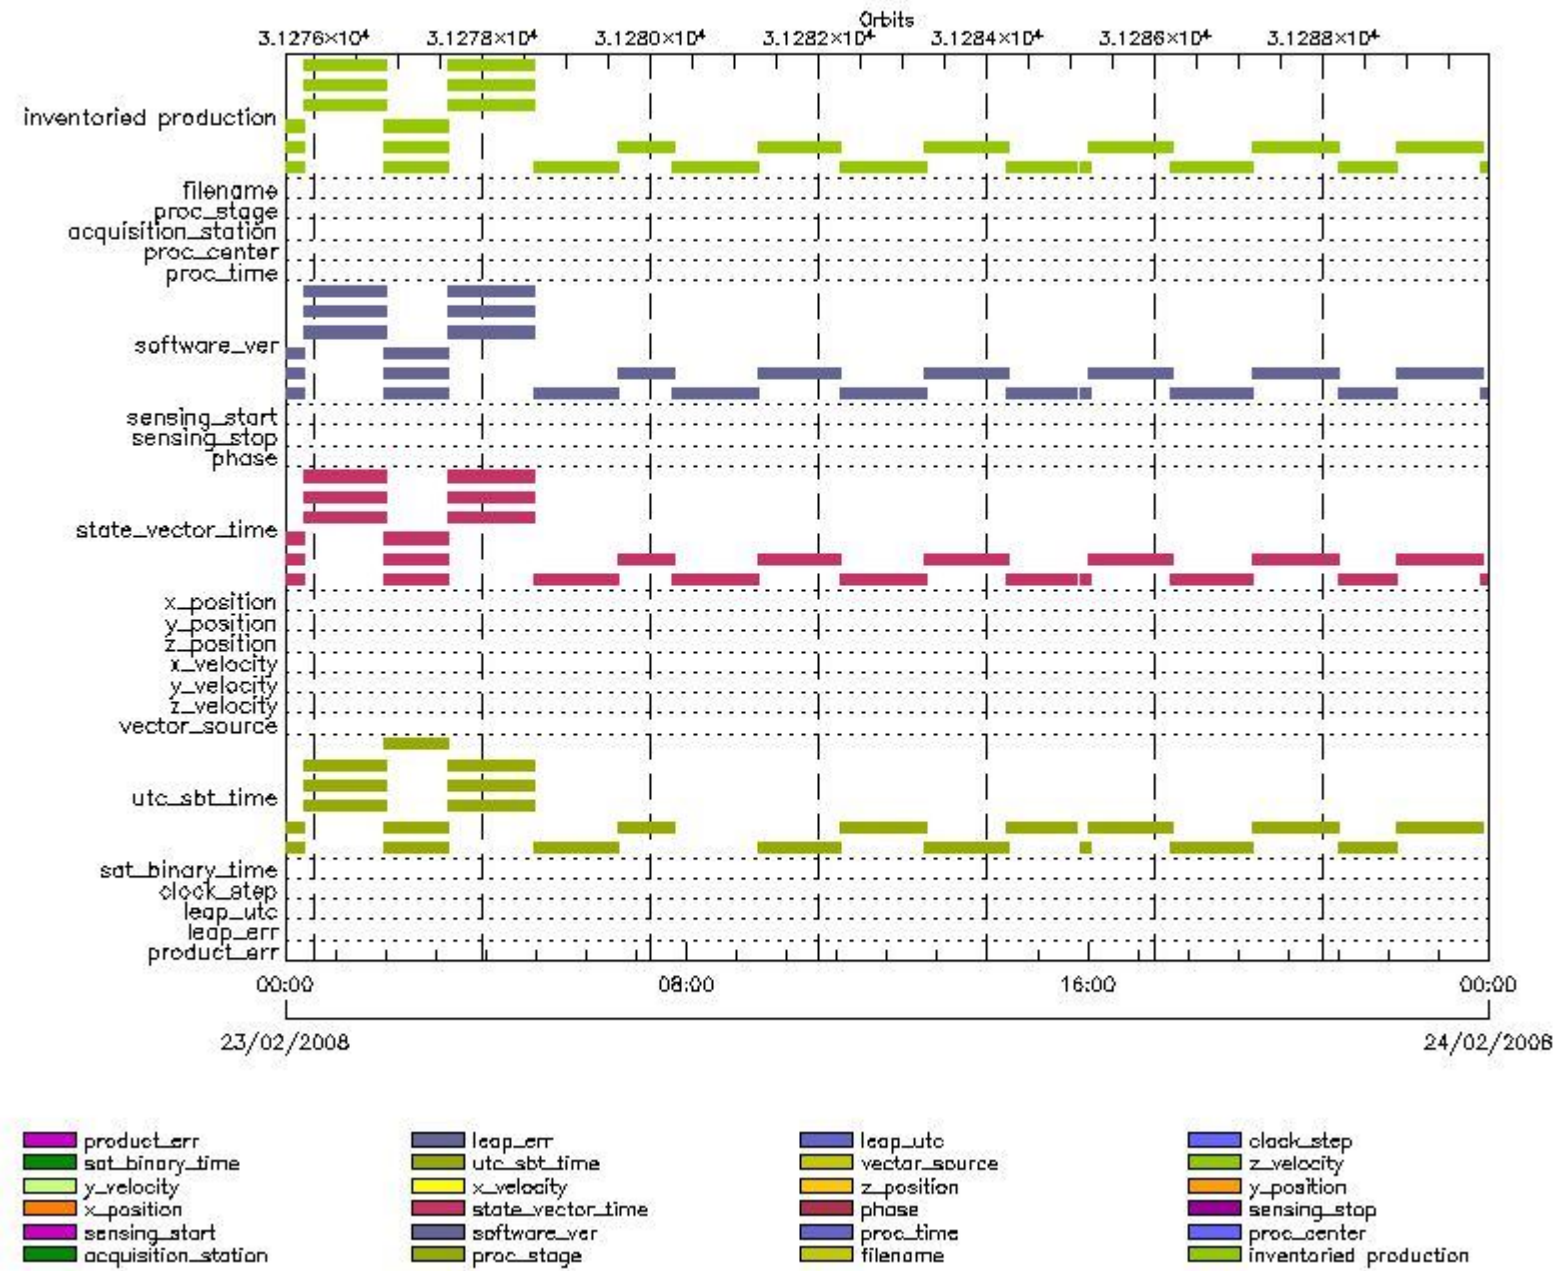 Orbits
3.1276×10⁴ 3.1278×10⁴ 3.1280×10⁴ 3.1282×10⁴ 3.1284×10⁴ 3.1286×10⁴ 3.1288×10⁴
inventoried production
filename
proc_stage
acquisition_station
proc_center
proc_time
software_ver
sensing_start
sensing_stop
phase
state_vector_time
x_position
y_position
z_position
x_velocity
y_velocity
z_velocity
vector_source
utc_sbt_time
sat_binary_time
clock_step
leap_utc
leap_err
product_err
00:00 08:00 16:00 00:00
23/02/2008 24/02/2008
product_err leap_err leap_utc clock_step
sat_binary_time utc_sbt_time vector_source z_velocity
y_velocity x_velocity z_position y_position
x_position state_vector_time phase sensing_stop
sensing_start software_ver proc_time proc_center
acquisition_station proc_stage filename inventoried production